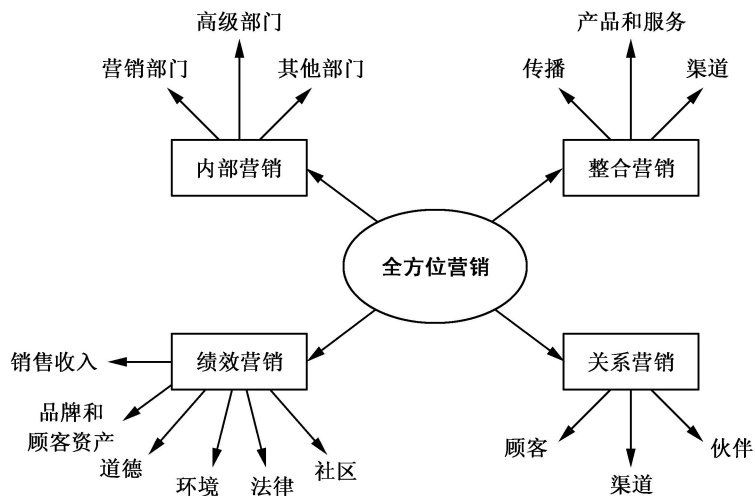 高级部门
营销部门
其他部门
内部营销
产品和服务
传播
渠道
整合营销
全方位营销
绩效营销
销售收入
品牌和
顾客资产
道德
环境
法律
社区
关系营销
顾客
渠道
伙伴